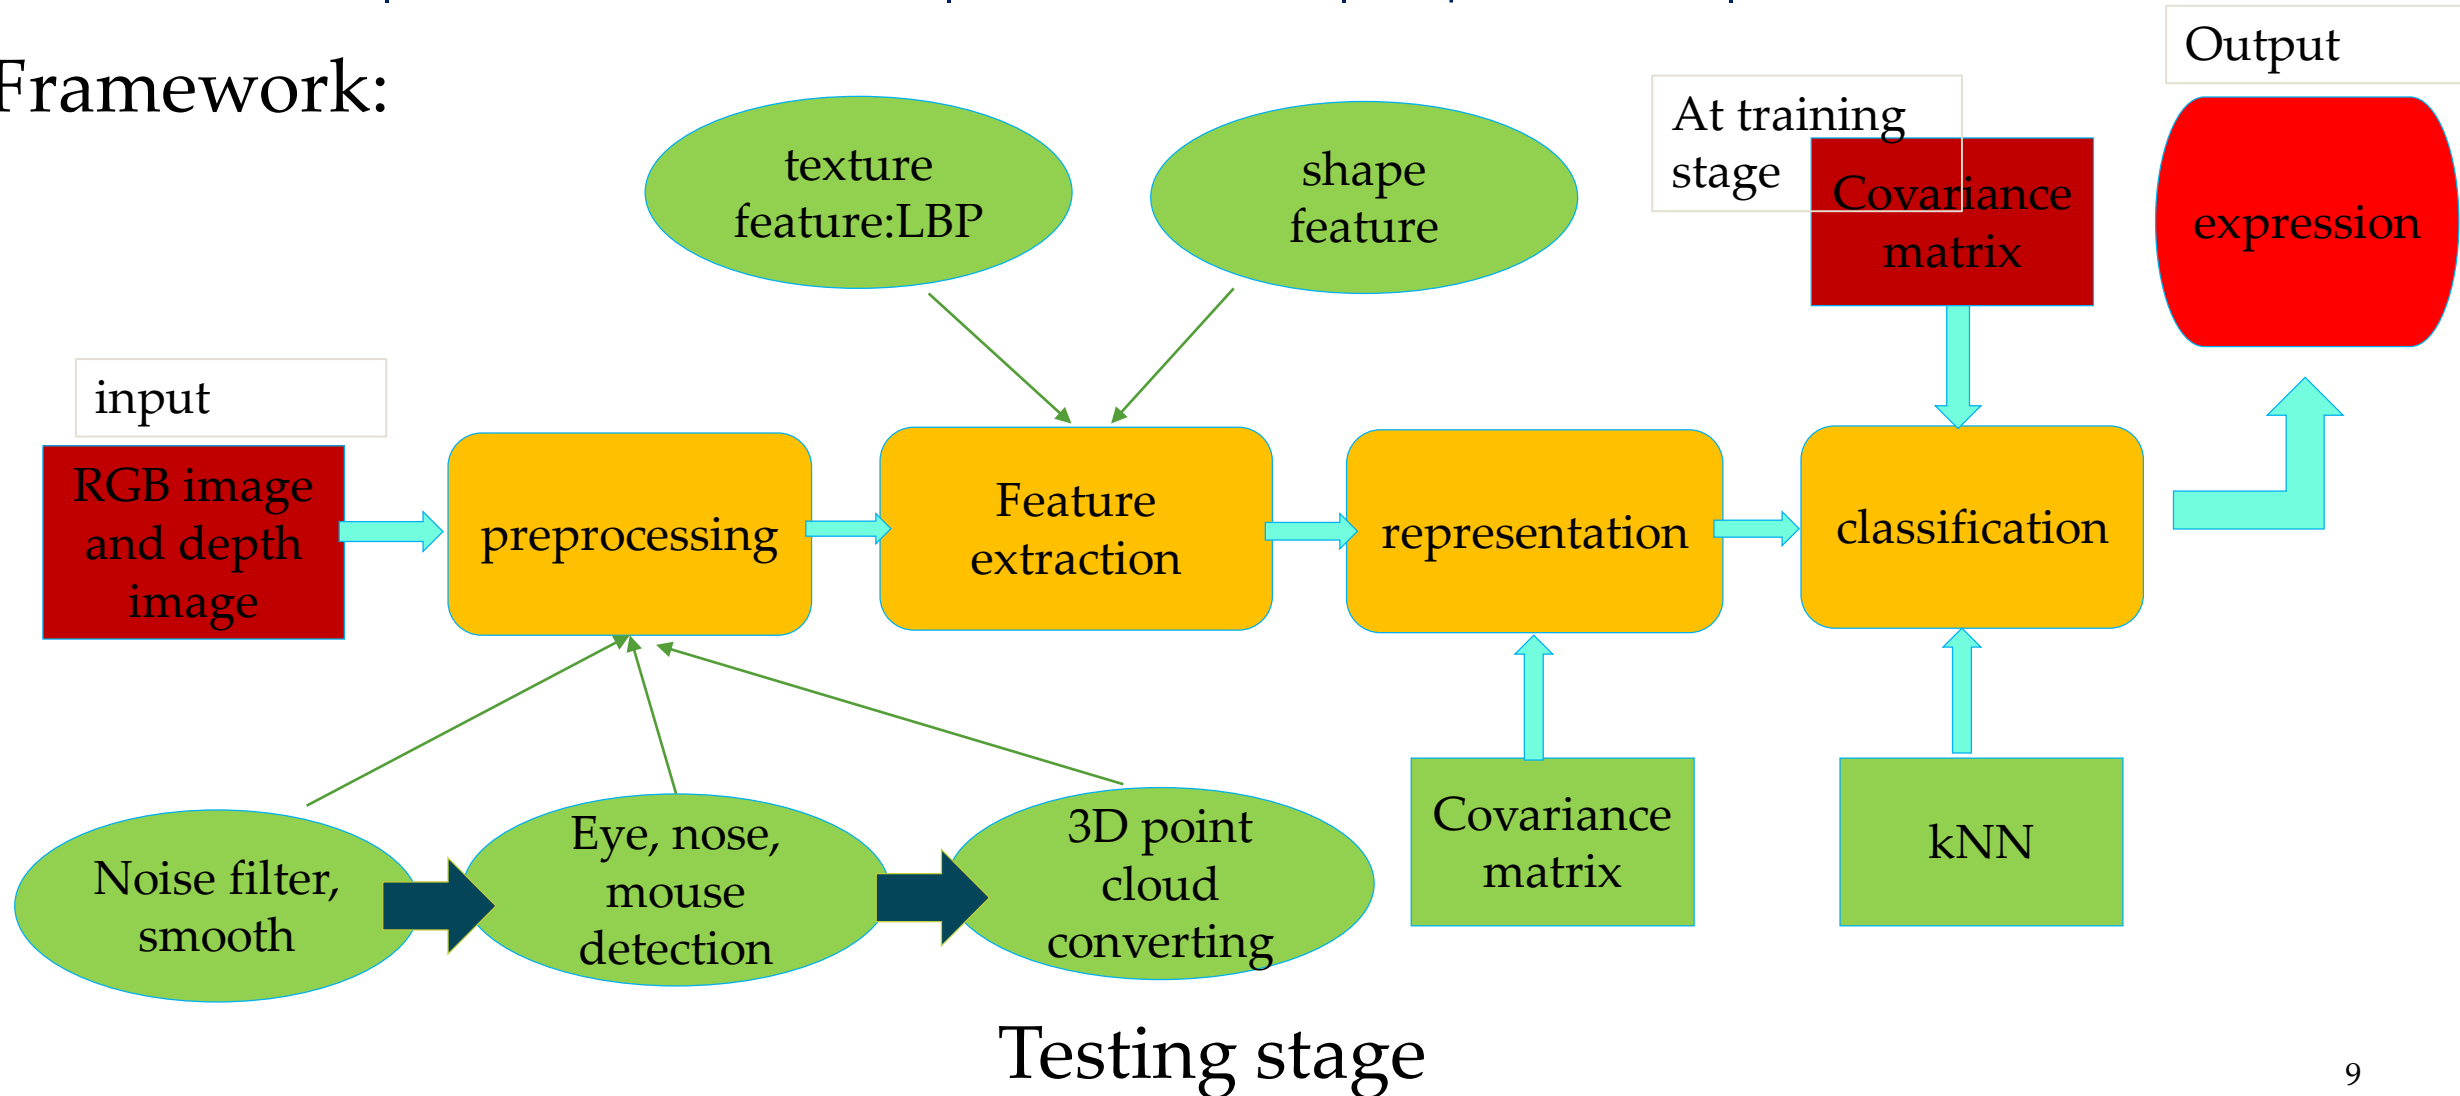 Framework:
Output
At training
stage
texture
feature:LBP
shape
feature
Covariance
matrix
expression
input
RGB image
and depth
image
preprocessing
Feature
extraction
representation
classification
Noise filter,
smooth
Eye, nose,
mouse
detection
3D point
cloud
converting
Covariance
matrix
kNN
Testing stage
9